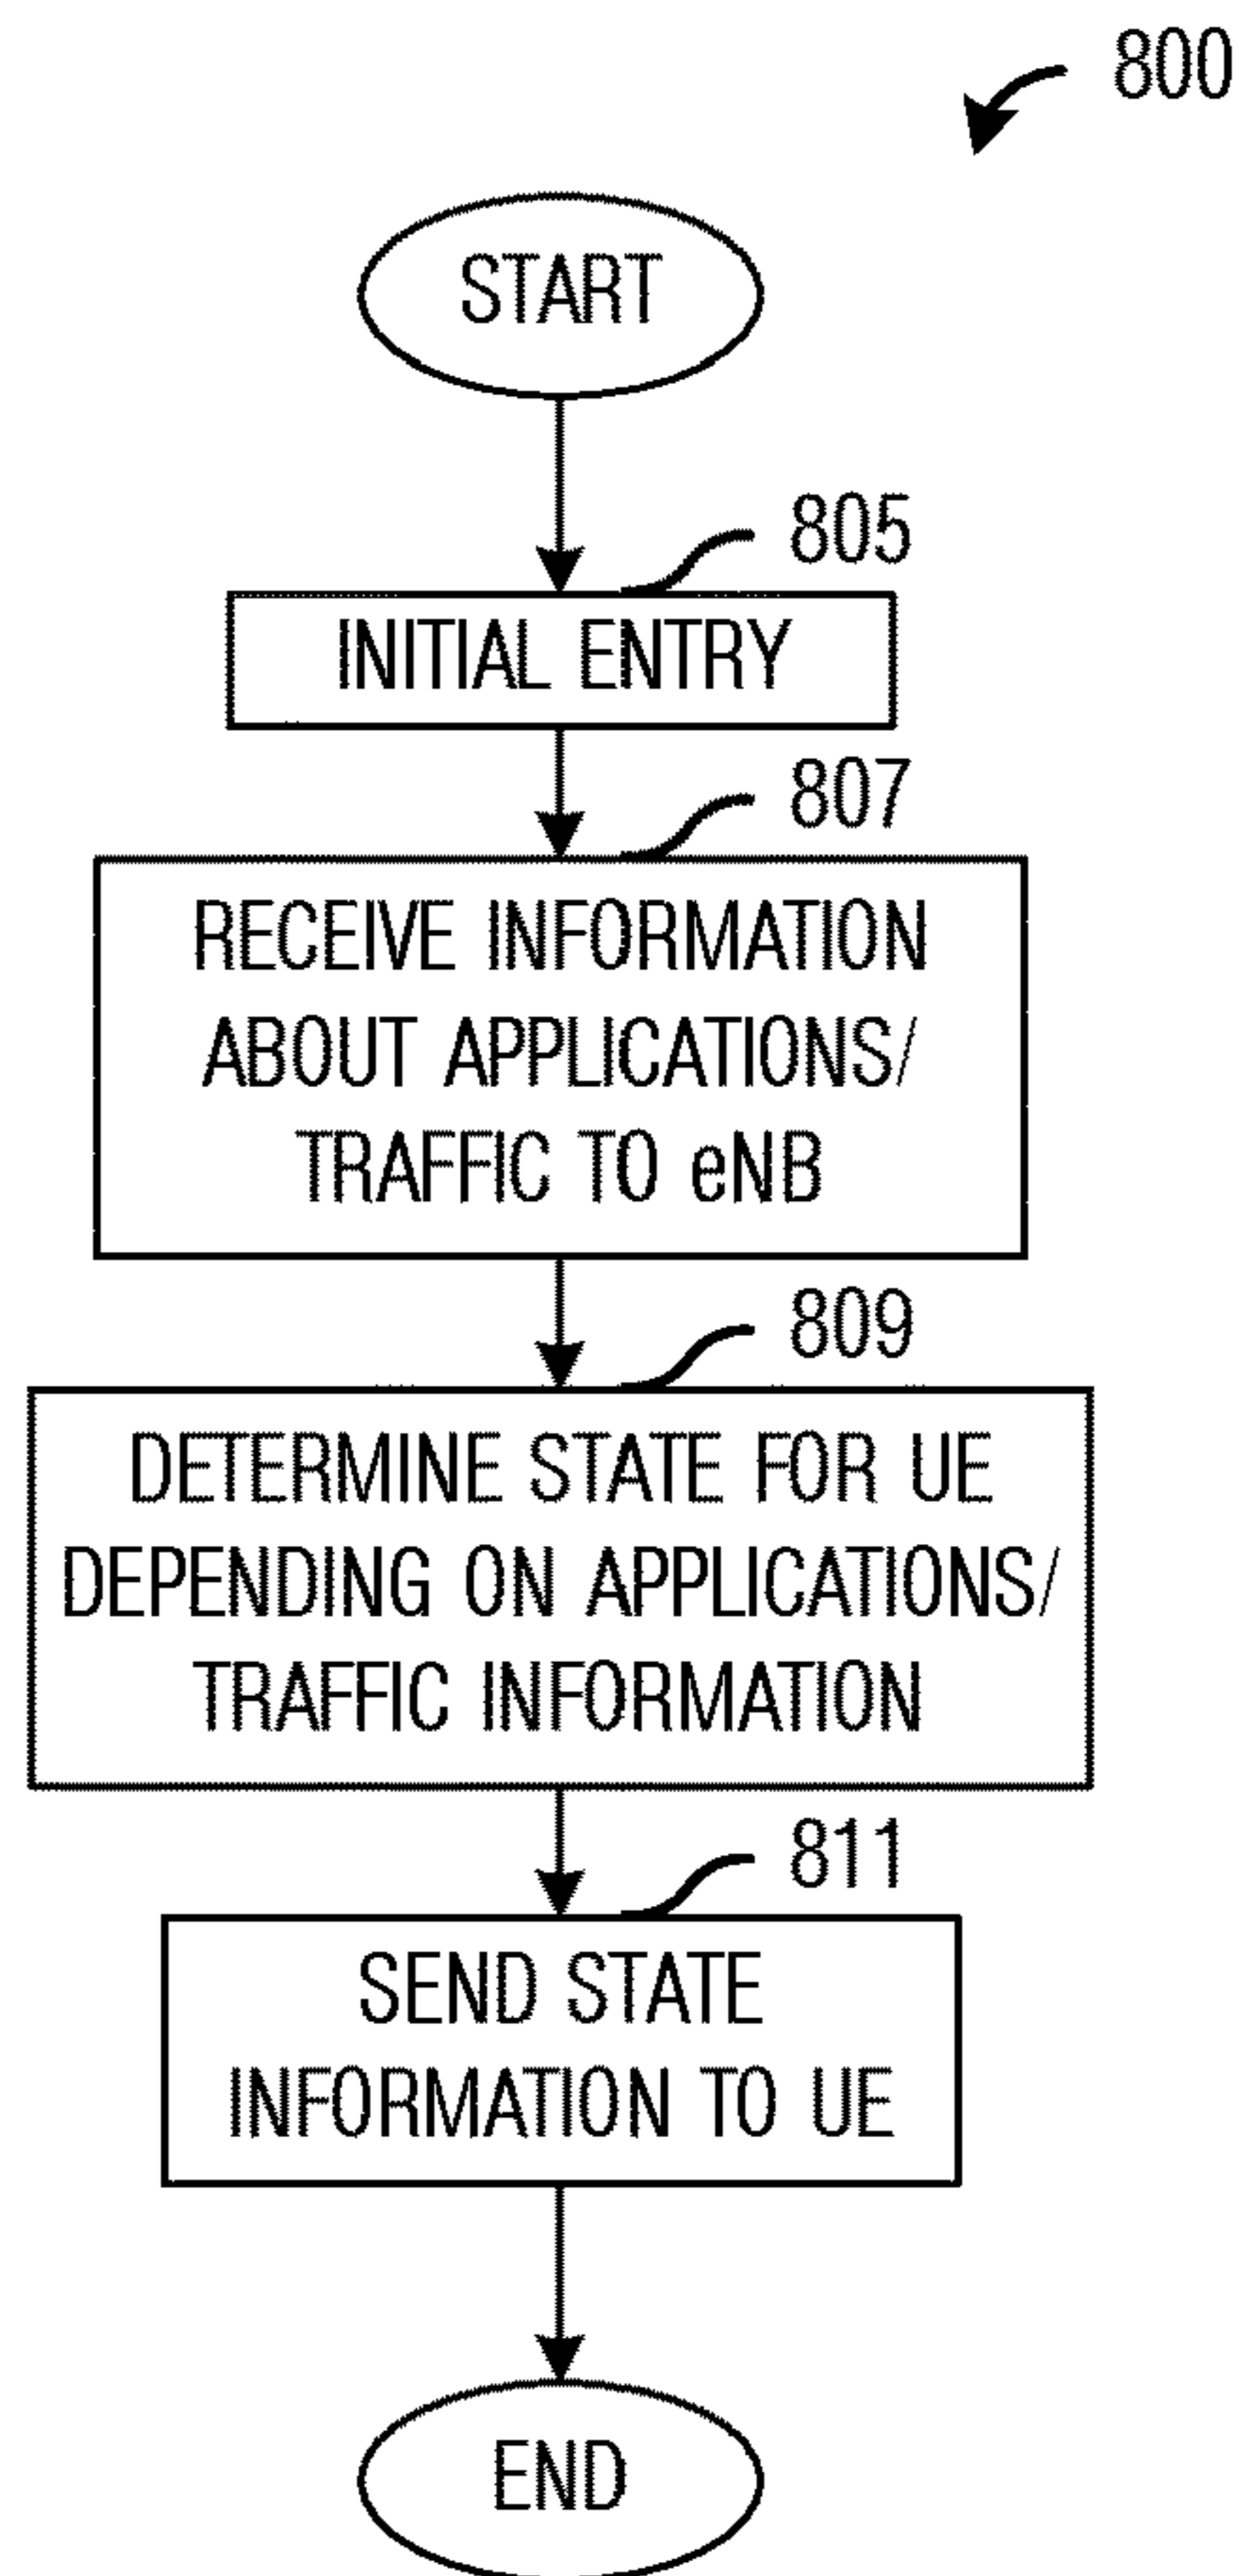 800
START
805
INITIAL ENTRY
807
RECEIVE INFORMATION
ABOUT APPLICATIONS/
TRAFFIC TO eNB
809
DETERMINE STATE FOR UE
DEPENDING ON APPLICATIONS/
TRAFFIC INFORMATION
811
SEND STATE
INFORMATION TO UE
END